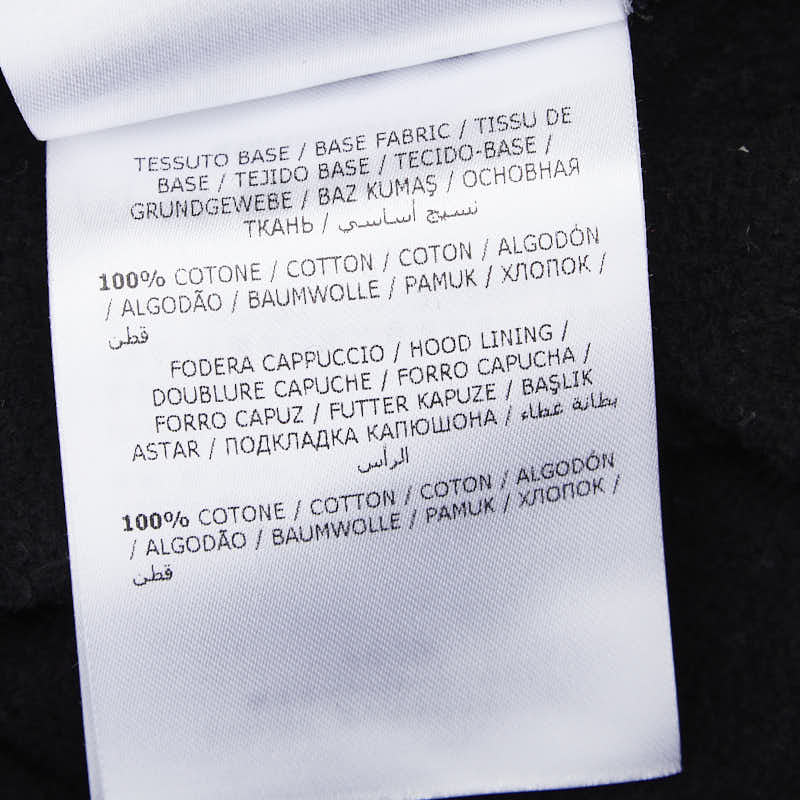 TESSUTO BASE / BASE FABRIC / TISSU DE
BASE / TEJIDO BASE / TECIDO-BASE /
GRUNDGEWEBE / BAZ KUMAŞ / ОСНОВНАЯ
ТКАНЬ / نسيج أساسي
100% COTONE / COTTON / COTON / ALGODÓN
/ ALGODÃO / BAUMWOLLE / PAMUK / ХЛОПОК /
قطن
FODERA CAPPUCCIO / HOOD LINING /
DOUBLURE CAPUCHE / FORRO CAPUCHA /
FORRO CAPUZ / FUTTER KAPUZE / BAŞLIK
ASTAR / ПОДКЛАДКА КАПЮШОНА / بطانة غطاء
الرأس
100% COTONE / COTTON / COTON / ALGODÓN
/ ALGODÃO / BAUMWOLLE / PAMUK / ХЛОПОК /
قطن